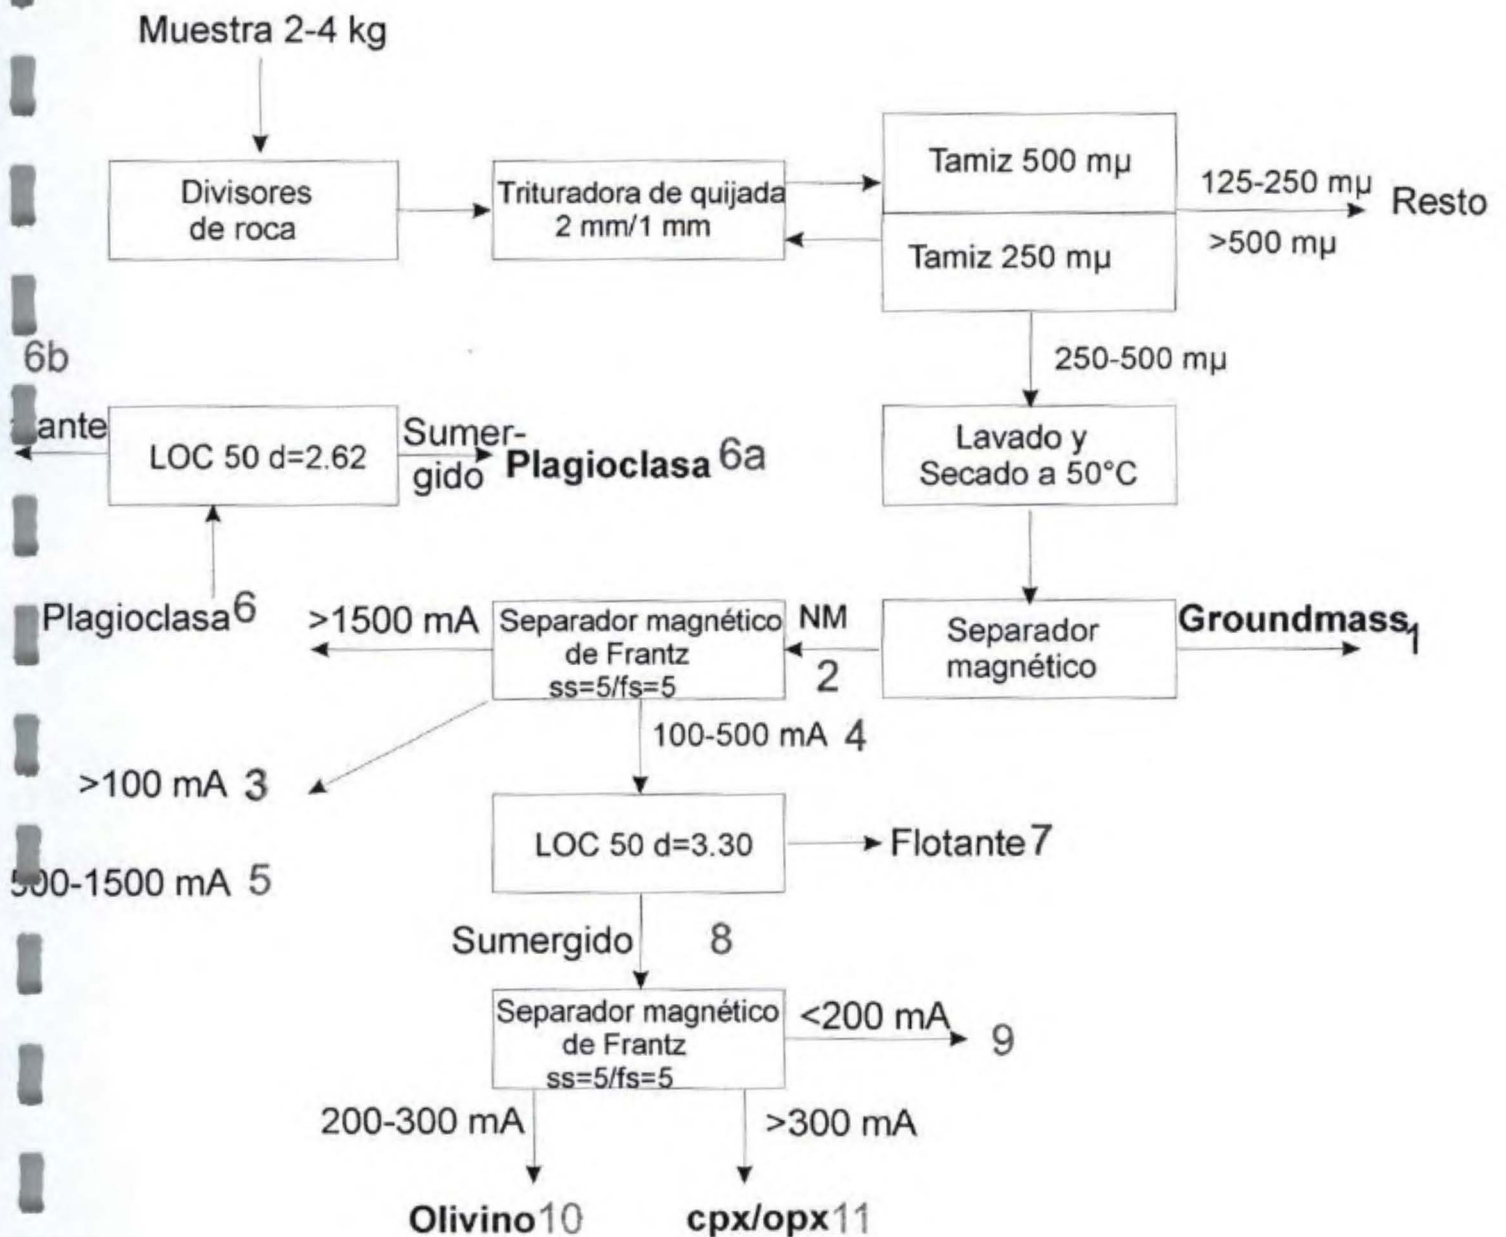 Muestra 2-4 kg
Divisores
de roca
Trituradora de quijada
2 mm/1 mm
Tamiz 500 mµ
Tamiz 250 mµ
125-250 mµ
>500 mµ
Resto
250-500 mµ
6b
LOC 50 d=2.62
Sumer-
gido
Plagioclasa 6a
Lavado y
Secado a 50°C
Plagioclasa 6
>1500 mA
Separador magnético
de Frantz
ss=5/fs=5
NM
2
Separador
magnético
Groundmass 1
100-500 mA 4
>100 mA 3
LOC 50 d=3.30
Flotante 7
-1500 mA 5
Sumergido 8
Separador magnético
de Frantz
ss=5/fs=5
<200 mA
9
200-300 mA
>300 mA
Olivino 10
cpx/opx 11